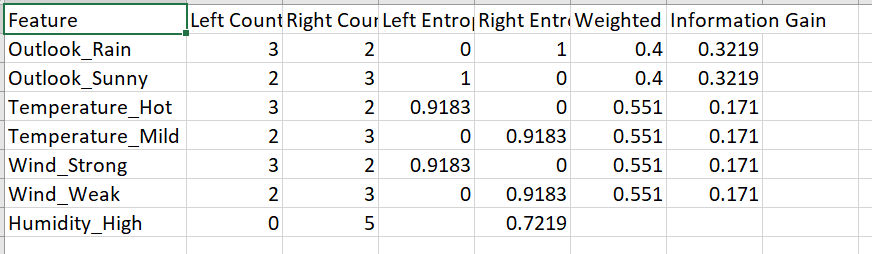 Feature Left Count Right Cour Left Entrop Right Entre Weighted Information Gain
Outlook_Rain 3 2 0 1 0.4 0.3219
Outlook_Sunny 2 3 1 0 0.4 0.3219
Temperature_Hot 3 2 0.9183 0 0.551 0.171
Temperature_Mild 2 3 0 0.9183 0.551 0.171
Wind_Strong 3 2 0.9183 0 0.551 0.171
Wind_Weak 2 3 0 0.9183 0.551 0.171
Humidity_High 0 5 0.7219